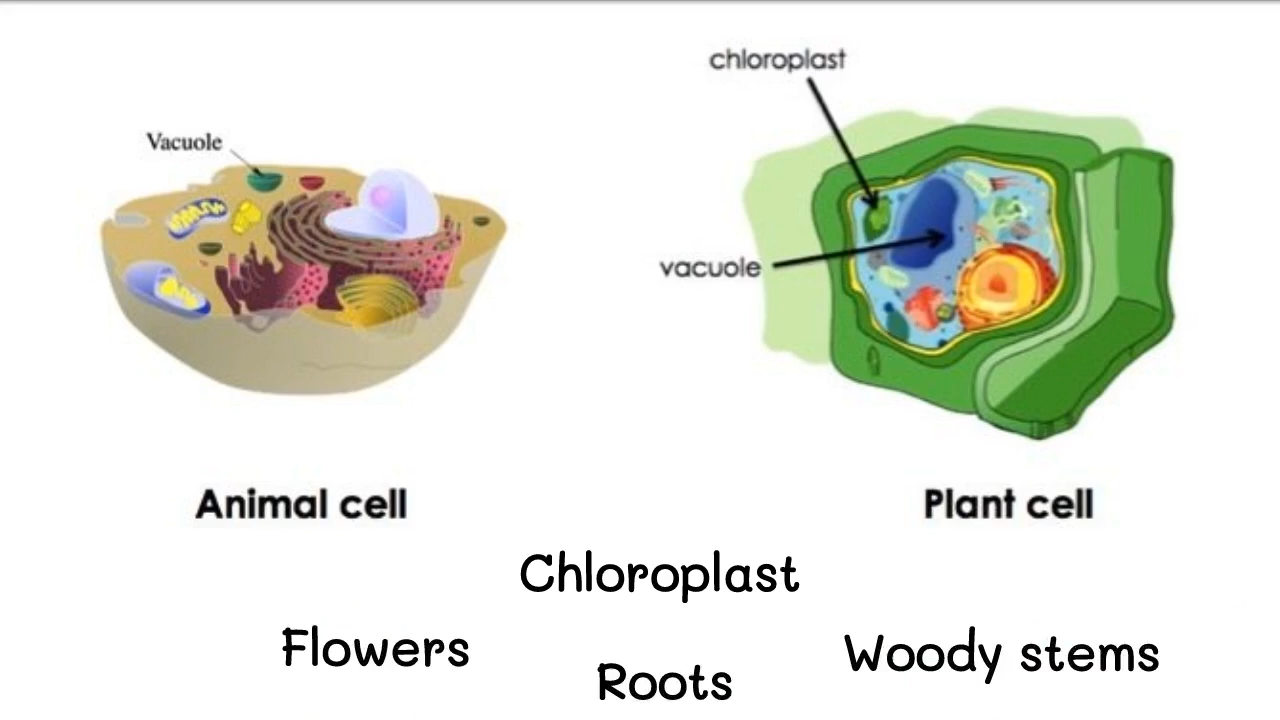 chloroplast
Vacuole
vacuole
Animal cell
Plant cell
Chloroplast
Flowers
Woody stems
Roots